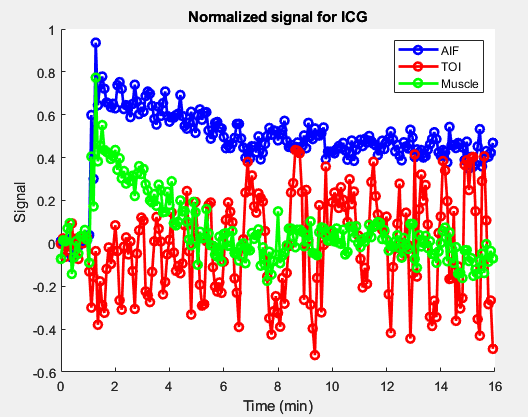 Normalized signal for ICG
1
0.8
0.6
0.4
0.2
0
-0.2
-0.4
-0.6
Signal
AIF
TOI
Muscle
0 2 4 6 8 10 12 14 16
Time (min)